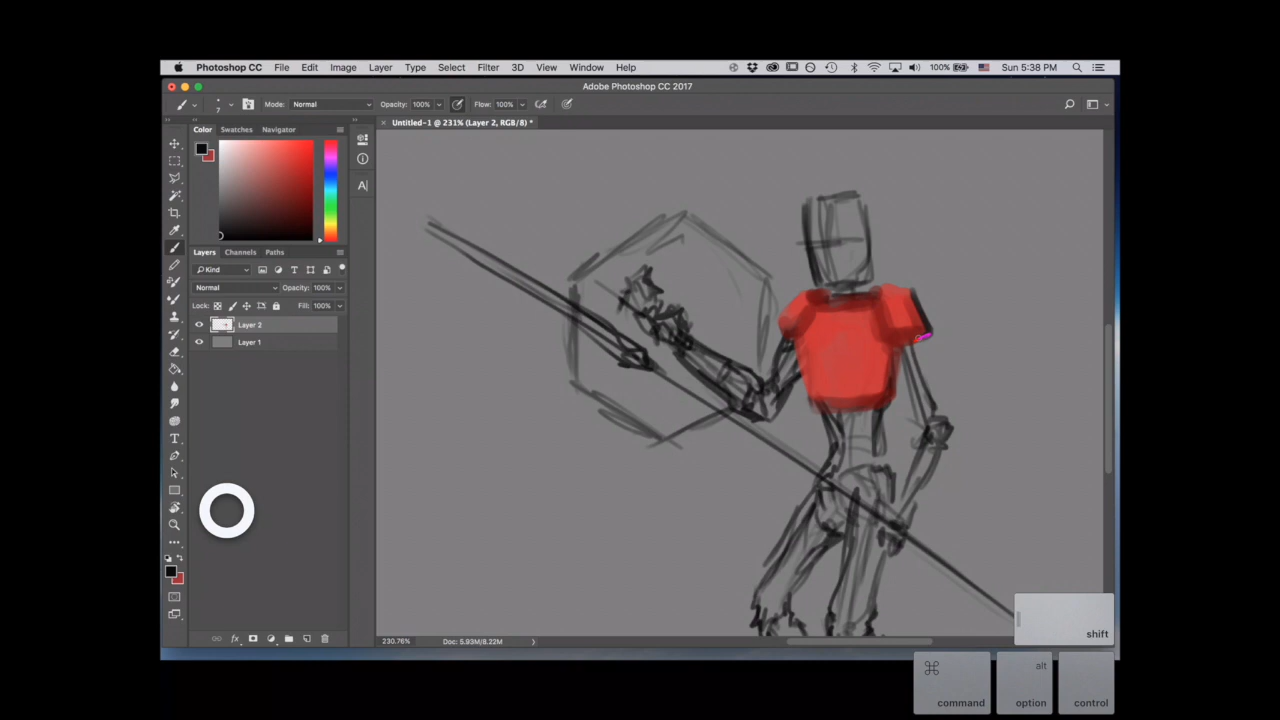 Photoshop CC File Edit Image Layer Type Select Filter 3D View Window Help 100% Sun 5:38 PM
Adobe Photoshop CC 2017
7 Mode: Normal Opacity: 100% Flow: 100%
Color Swatches Navigator
× Untitled-1 @ 231% (Layer 2, RGB/8) *
A|
Layers Channels Paths
Kind
Normal Opacity: 100%
Lock: Fill: 100%
Layer 2
Layer 1
fx
230.76% Doc: 5.93M/8.22M
shift
⌘ alt
command option control